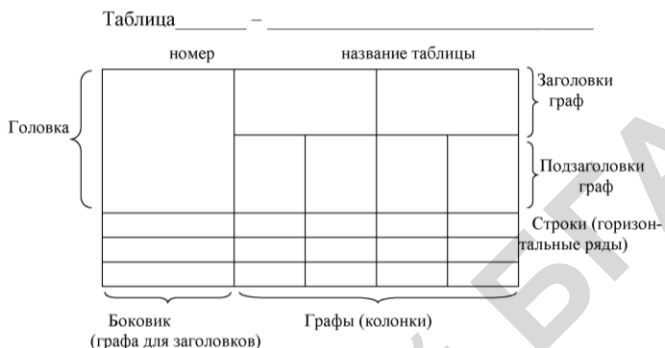 Таблица_______ – ________________________________
номер название таблицы
Заголовки
граф
Головка
Подзаголовки
граф
Строки (горизон-
тальные ряды)
Боковик
(графа для заголовков)
Графы (колонки)
БГА